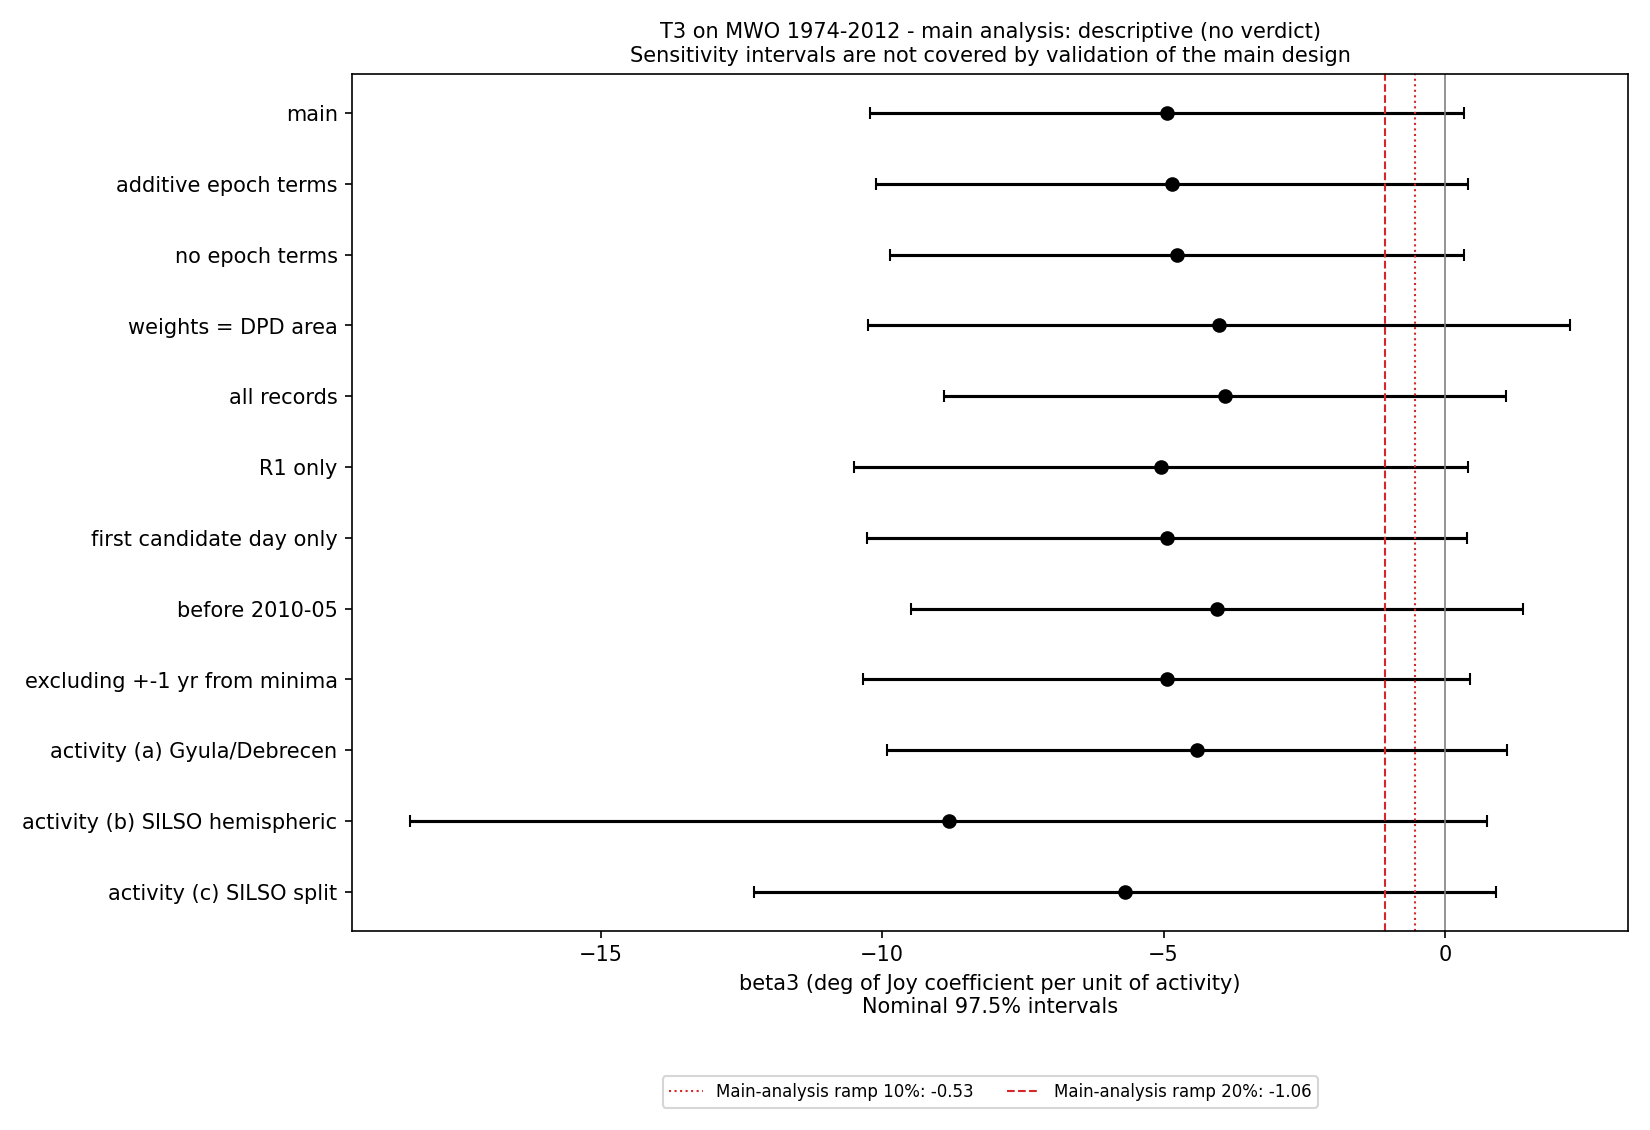 T3 on MWO 1974-2012 - main analysis: descriptive (no verdict)
Sensitivity intervals are not covered by validation of the main design
main
additive epoch terms
no epoch terms
weights = DPD area
all records
R1 only
first candidate day only
before 2010-05
excluding +-1 yr from minima
activity (a) Gyula/Debrecen
activity (b) SILSO hemispheric
activity (c) SILSO split
−15 −10 −5 0
beta3 (deg of Joy coefficient per unit of activity)
Nominal 97.5% intervals
Main-analysis ramp 10%: -0.53 Main-analysis ramp 20%: -1.06